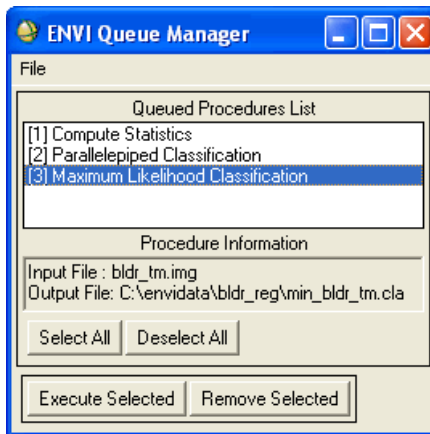 ENVI Queue Manager
File
Queued Procedures List
[1] Compute Statistics
[2] Parallelepiped Classification
[3] Maximum Likelihood Classification
Procedure Information
Input File : bldr_tm.img
Output File: C:\envidata\bldr_reg\min_bldr_tm.cla
Select All Deselect All
Execute Selected Remove Selected